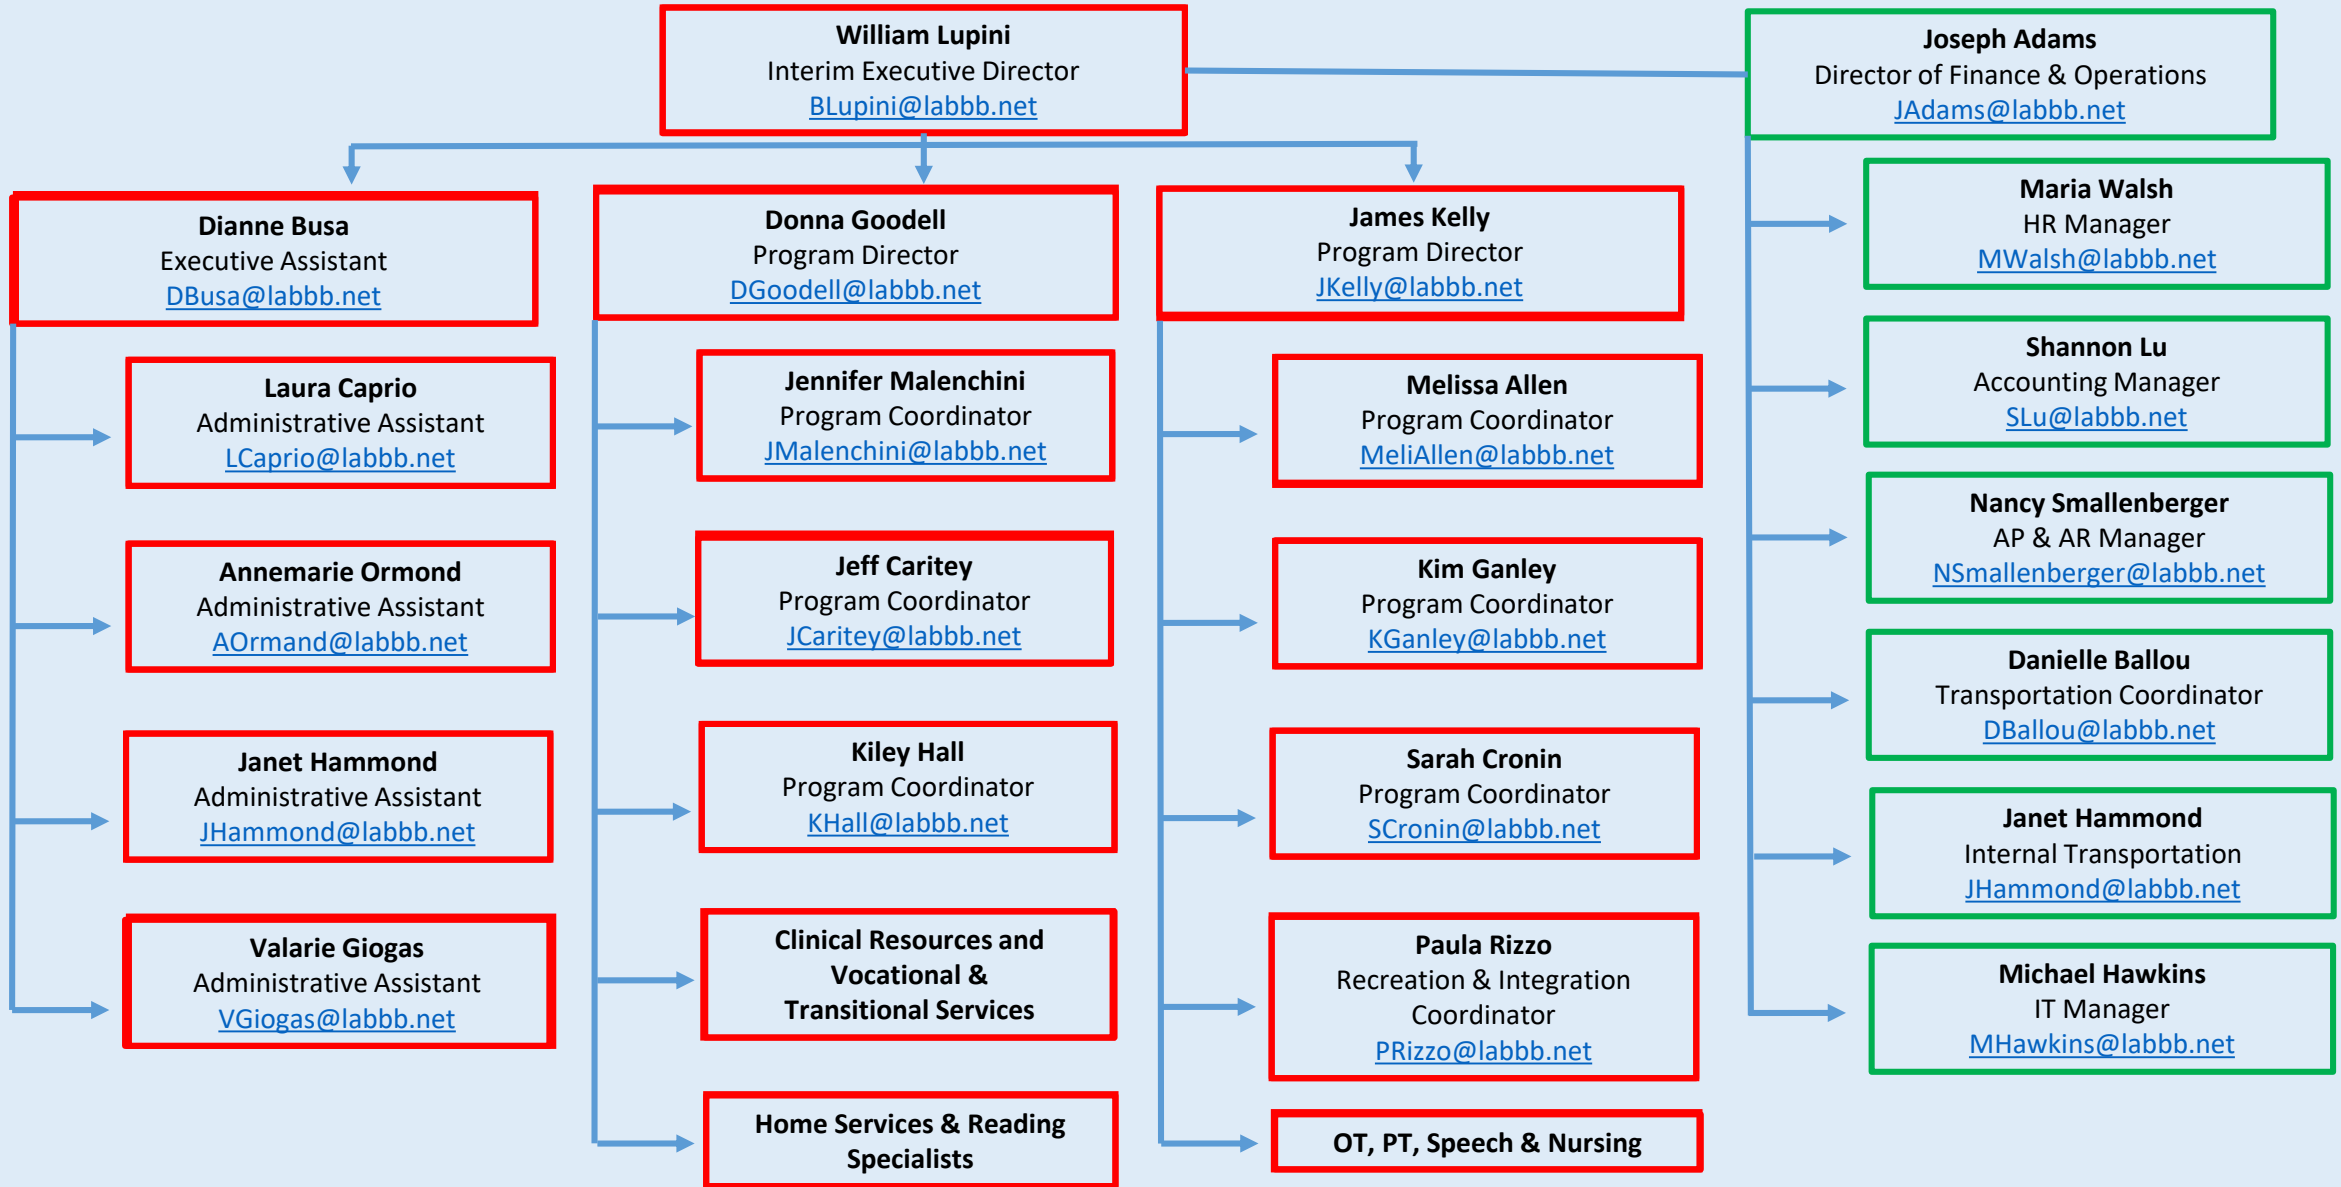 William Lupini
Interim Executive Director
BLupini@labbb.net
Joseph Adams
Director of Finance & Operations
JAdams@labbb.net
Dianne Busa
Executive Assistant
DBusa@labbb.net
Laura Caprio
Administrative Assistant
LCaprio@labbb.net
Annemarie Ormond
Administrative Assistant
AOrmand@labbb.net
Janet Hammond
Administrative Assistant
JHammond@labbb.net
Valarie Giogas
Administrative Assistant
VGiogas@labbb.net
Donna Goodell
Program Director
DGoodell@labbb.net
Jennifer Malenchini
Program Coordinator
JMalenchini@labbb.net
Jeff Caritey
Program Coordinator
JCaritey@labbb.net
Kiley Hall
Program Coordinator
KHall@labbb.net
Clinical Resources and
Vocational &
Transitional Services
Home Services & Reading
Specialists
James Kelly
Program Director
JKelly@labbb.net
Melissa Allen
Program Coordinator
MeliAllen@labbb.net
Kim Ganley
Program Coordinator
KGanley@labbb.net
Sarah Cronin
Program Coordinator
SCronin@labbb.net
Paula Rizzo
Recreation & Integration
Coordinator
PRizzo@labbb.net
OT, PT, Speech & Nursing
Maria Walsh
HR Manager
MWalsh@labbb.net
Shannon Lu
Accounting Manager
SLu@labbb.net
Nancy Smallenberger
AP & AR Manager
NSmallenberger@labbb.net
Danielle Ballou
Transportation Coordinator
DBallou@labbb.net
Janet Hammond
Internal Transportation
JHammond@labbb.net
Michael Hawkins
IT Manager
MHawkins@labbb.net